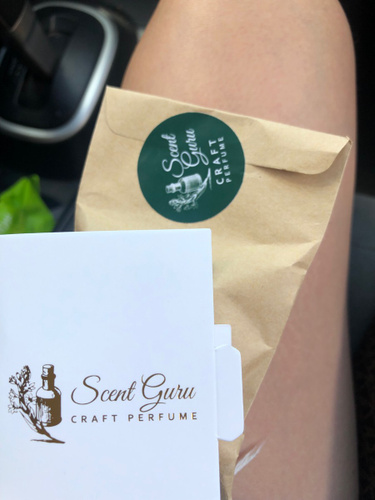 Scent
Guru
CRAFT
PERFUME
Scent Guru
CRAFT PERFUME